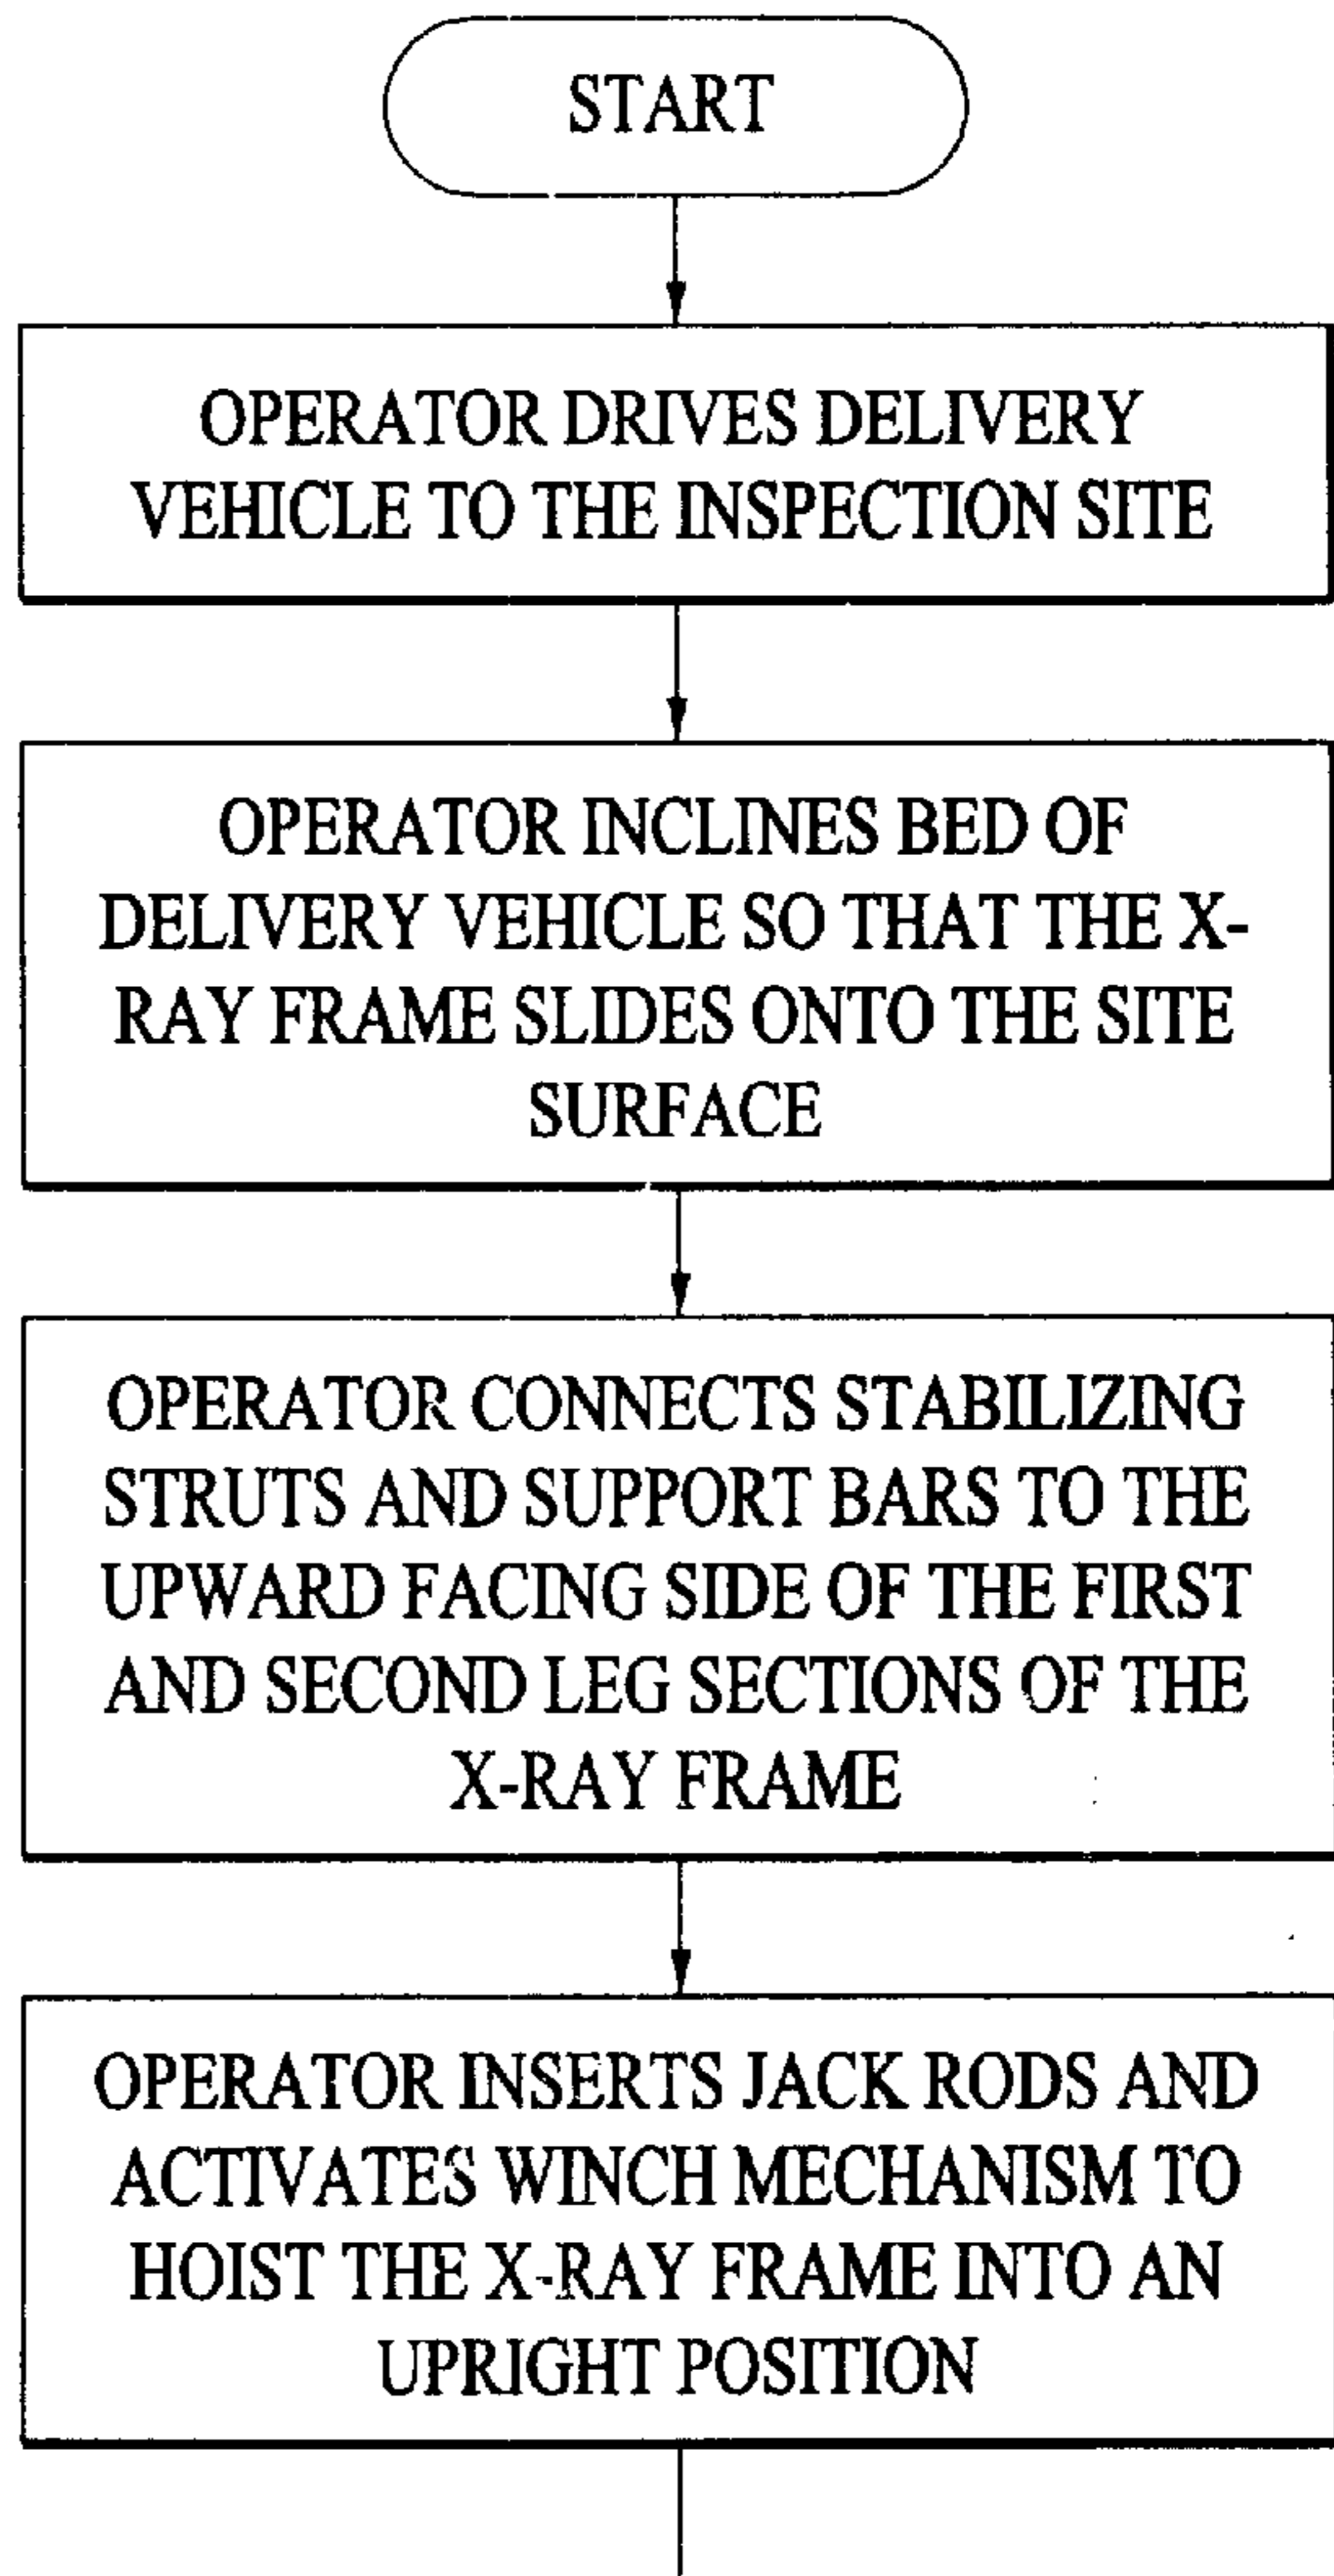 START
OPERATOR DRIVES DELIVERY
VEHICLE TO THE INSPECTION SITE
OPERATOR INCLINES BED OF
DELIVERY VEHICLE SO THAT THE X-
RAY FRAME SLIDES ONTO THE SITE
SURFACE
OPERATOR CONNECTS STABILIZING
STRUTS AND SUPPORT BARS TO THE
UPWARD FACING SIDE OF THE FIRST
AND SECOND LEG SECTIONS OF THE
X-RAY FRAME
OPERATOR INSERTS JACK RODS AND
ACTIVATES WINCH MECHANISM TO
HOIST THE X-RAY FRAME INTO AN
UPRIGHT POSITION